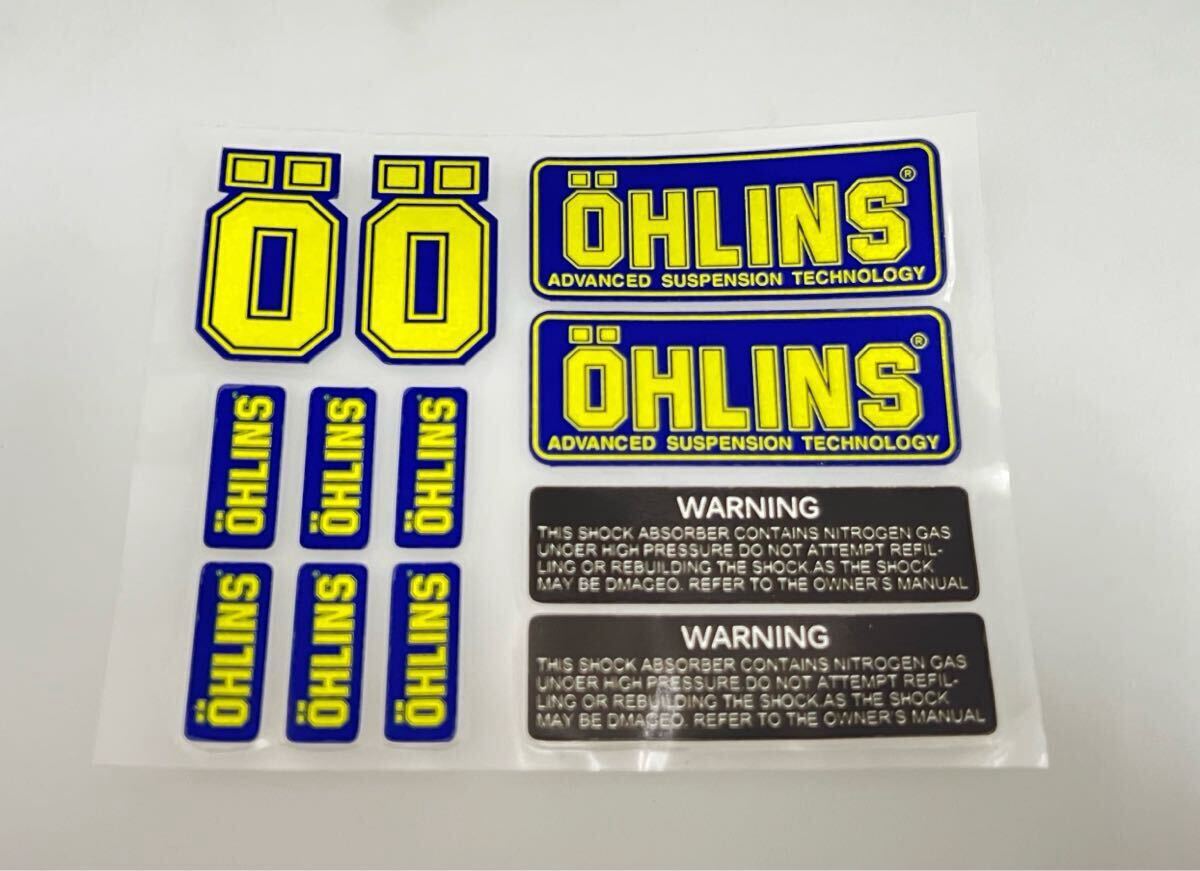 Ö Ö
ÖHLINS®
ADVANCED SUSPENSION TECHNOLOGY
ÖHLINS®
ADVANCED SUSPENSION TECHNOLOGY
ÖHLINS ÖHLINS ÖHLINS
ÖHLINS ÖHLINS ÖHLINS
WARNING
THIS SHOCK ABSORBER CONTAINS NITROGEN GAS
UNDER HIGH PRESSURE DO NOT ATTEMPT REFIL-
LING OR REBUILDING THE SHOCK.AS THE SHOCK
MAY BE DMAGEO. REFER TO THE OWNER'S MANUAL
WARNING
THIS SHOCK ABSORBER CONTAINS NITROGEN GAS
UNDER HIGH PRESSURE DO NOT ATTEMPT REFIL-
LING OR REBUILDING THE SHOCK.AS THE SHOCK
MAY BE DMAGEO. REFER TO THE OWNER'S MANUAL